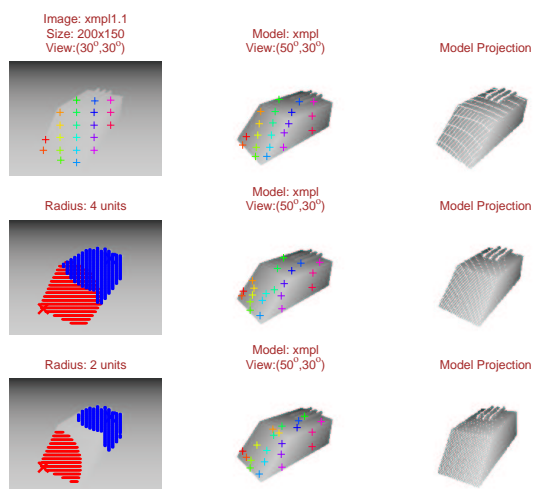 Image: xmpl1.1
Size: 200x150
View:(30°,30°)
Model: xmpl
View:(50°,30°)
Model Projection
Radius: 4 units
Model: xmpl
View:(50°,30°)
Model Projection
Radius: 2 units
Model: xmpl
View:(50°,30°)
Model Projection